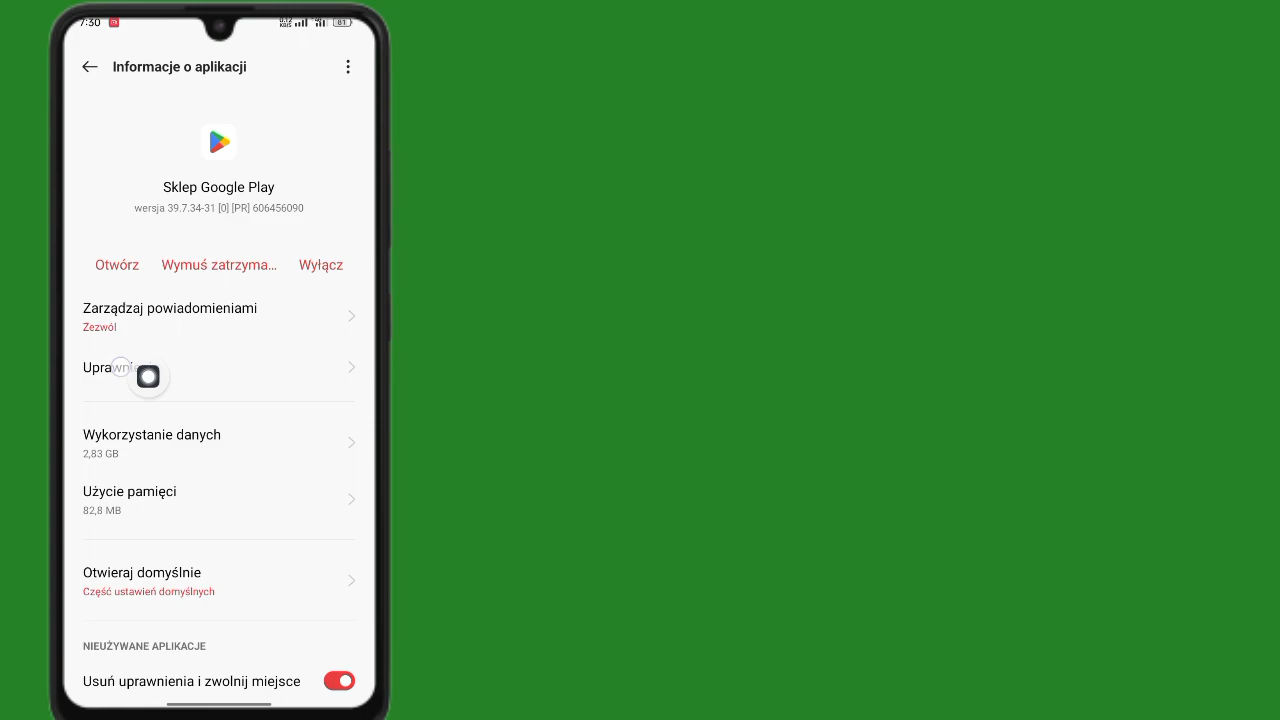 7:30
81
Informacje o aplikacji
Sklep Google Play
wersja 39.7.34-31 [0] [PR] 606456090
Otwórz Wymuś zatrzyma... Wyłącz
Zarządzaj powiadomieniami
Zezwól
Wykorzystanie danych
2,83 GB
Użycie pamięci
82,8 MB
Otwieraj domyślnie
Część ustawień domyślnych
NIEUŻYWANE APLIKACJE
Usuń uprawnienia i zwolnij miejsce